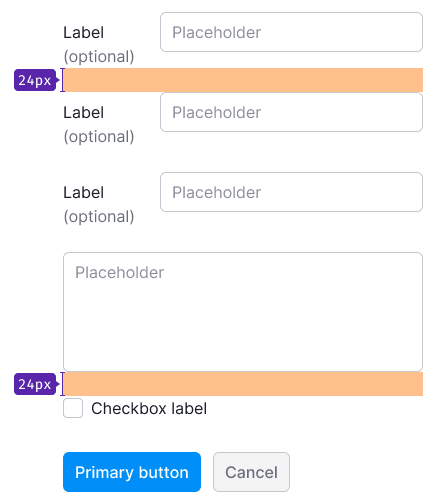 Label
Placeholder
(optional)
24px
Label
Placeholder
(optional)
Label
Placeholder
(optional)
Placeholder
24px
Checkbox label
Primary button
Cancel